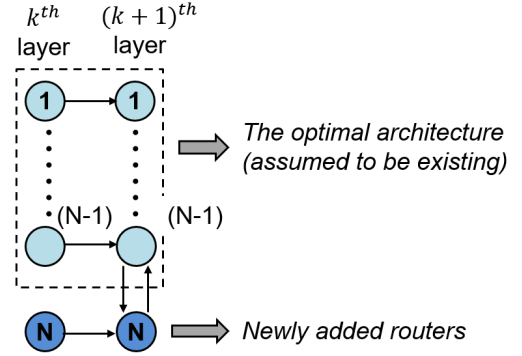 k^{th} (k + 1)^{th}
layer layer
1 1
The optimal architecture
(assumed to be existing)
(N-1) (N-1)
N N Newly added routers